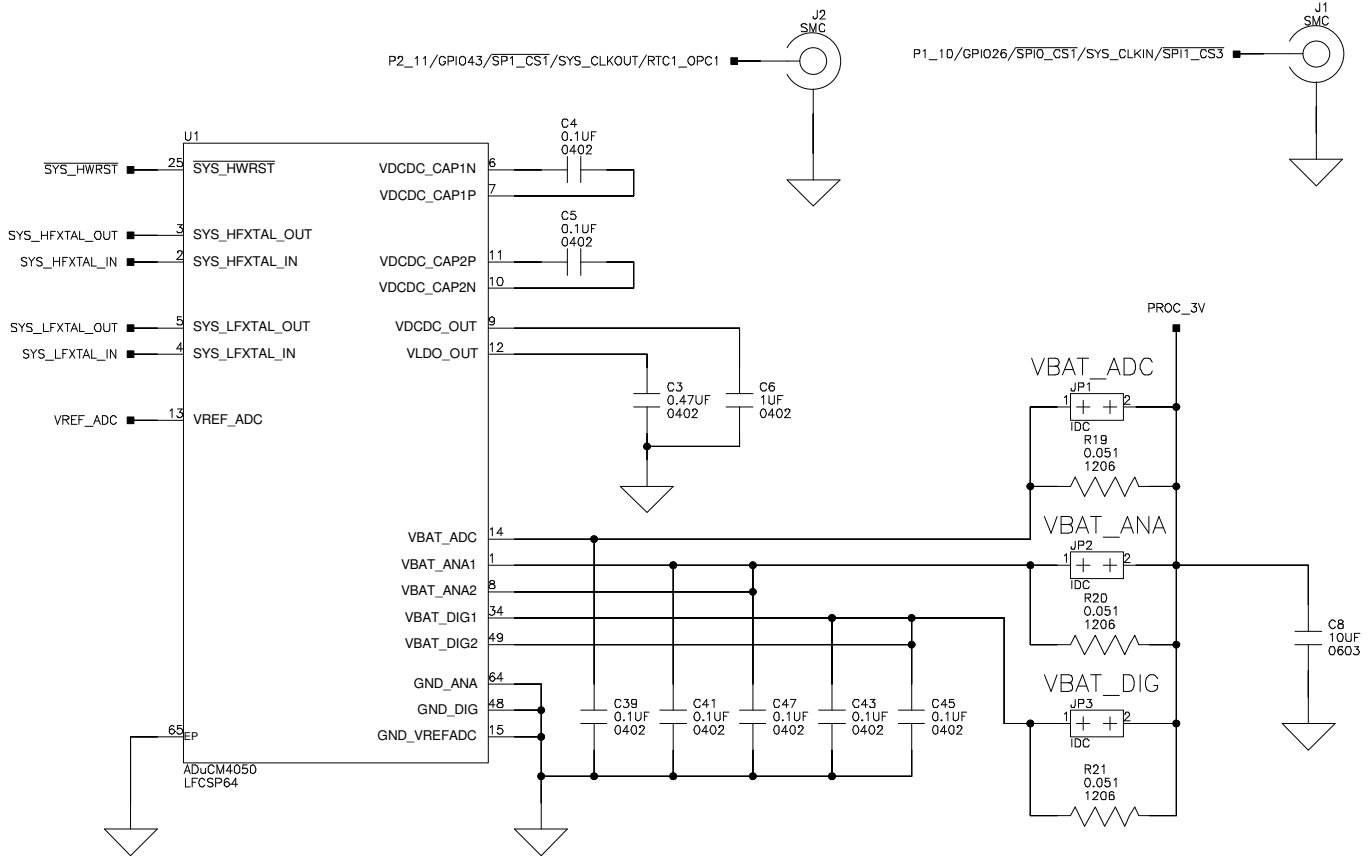 J2
SMC
P2_11/GPIO43/SP1_CS1/SYS_CLKOUT/RTC1_OPC1
J1
SMC
P1_10/GPIO26/SPI0_CS1/SYS_CLKIN/SPI1_CS3
U1
SYS_HWRST
25
SYS_HWRST
SYS_HFXTAL_OUT
3
SYS_HFXTAL_OUT
SYS_HFXTAL_IN
2
SYS_HFXTAL_IN
SYS_LFXTAL_OUT
5
SYS_LFXTAL_OUT
SYS_LFXTAL_IN
4
SYS_LFXTAL_IN
VREF_ADC
13
VREF_ADC
65
EP
ADuCM4050
LFCSP64
VDCDC_CAP1N
6
VDCDC_CAP1P
7
VDCDC_CAP2P
11
VDCDC_CAP2N
10
VDCDC_OUT
9
VLDO_OUT
12
VBAT_ADC
14
VBAT_ANA1
1
VBAT_ANA2
8
VBAT_DIG1
34
VBAT_DIG2
49
GND_ANA
64
GND_DIG
48
GND_VREFADC
15
C4
0.1UF
0402
C5
0.1UF
0402
C3
0.47UF
0402
C6
1UF
0402
C39
0.1UF
0402
C41
0.1UF
0402
C47
0.1UF
0402
C43
0.1UF
0402
C45
0.1UF
0402
PROC_3V
VBAT_ADC
JP1
1
2
IDC
R19
0.051
1206
VBAT_ANA
JP2
1
2
IDC
R20
0.051
1206
VBAT_DIG
JP3
1
2
IDC
R21
0.051
1206
C8
10UF
0603